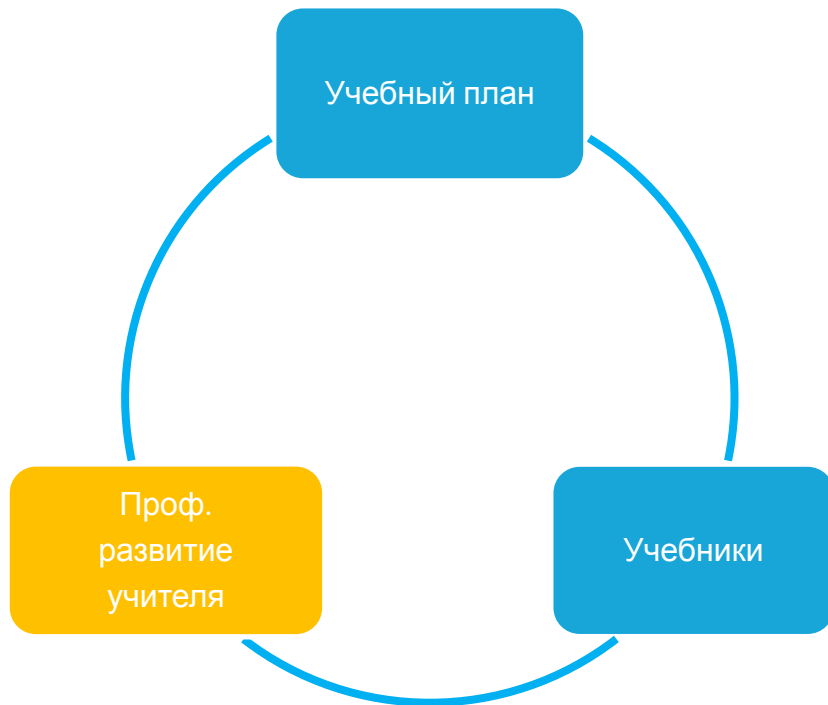 Учебный план
Проф.
развитие
учителя
Учебники